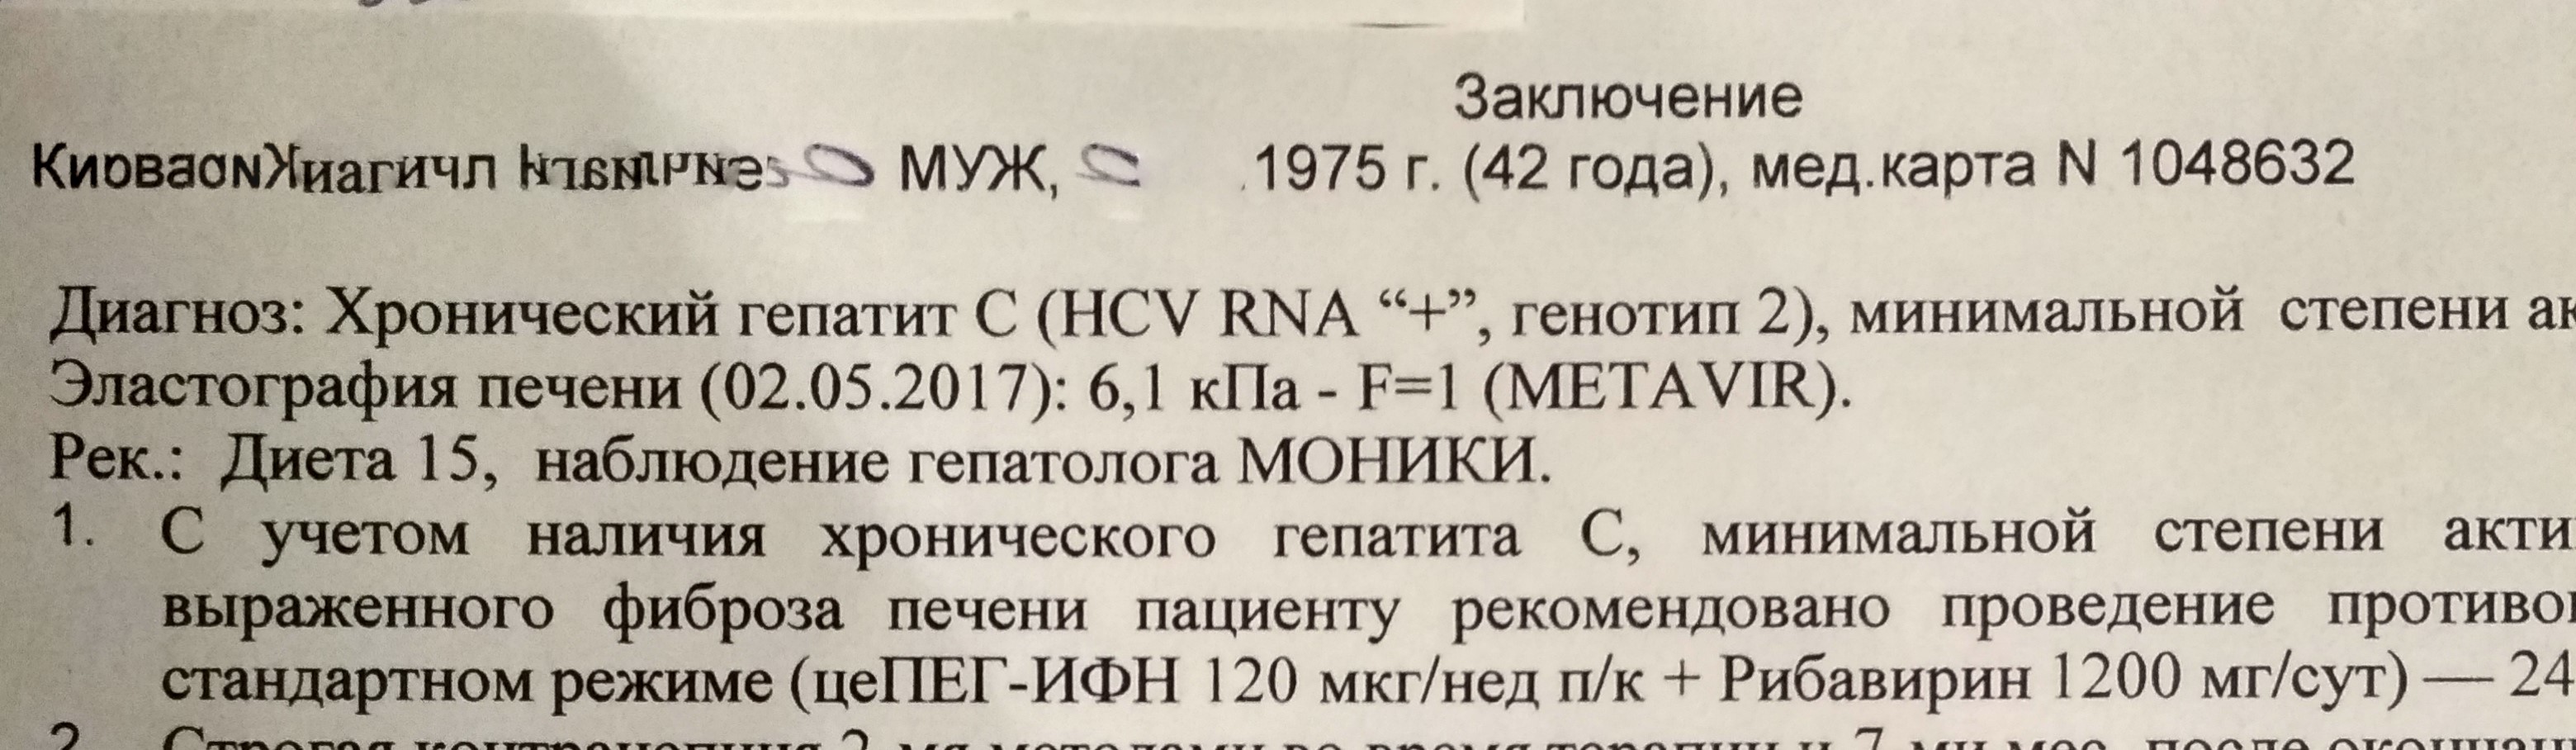 Заключение
МУЖ, 1975 г. (42 года), мед.карта N 1048632
Диагноз: Хронический гепатит С (HCV RNA “+”, генотип 2), минимальной степени ак
Эластография печени (02.05.2017): 6,1 кПа - F=1 (METAVIR).
Рек.: Диета 15, наблюдение гепатолога МОНИКИ.
1. С учетом наличия хронического гепатита С, минимальной степени акти
выраженного фиброза печени пациенту рекомендовано проведение противо
стандартном режиме (цеПЕГ-ИФН 120 мкг/нед п/к + Рибавирин 1200 мг/сут) — 24